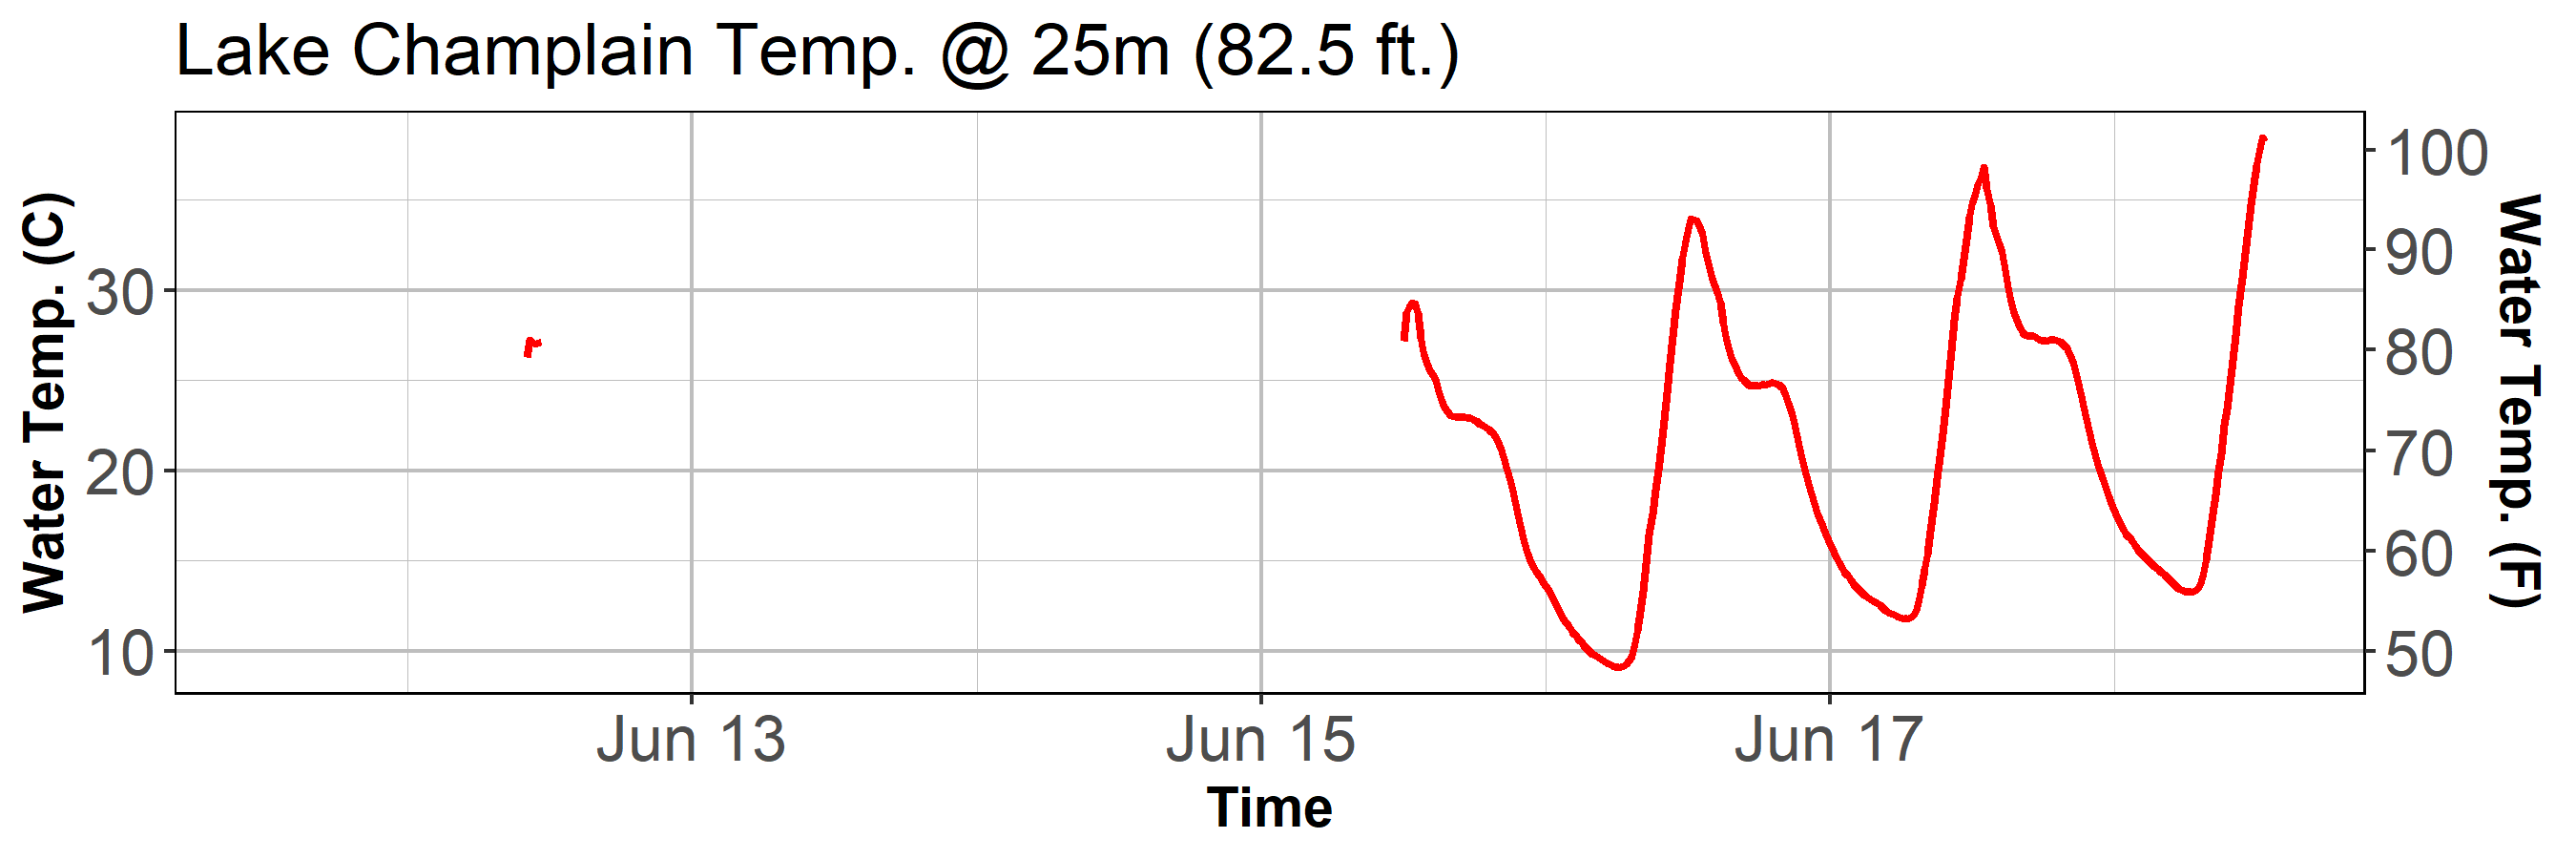 Lake Champlain Temp. @ 25m (82.5 ft.)
Water Temp. (C)
30
20
10
100
90
80
70
60
50
Water Temp. (F)
Jun 13
Jun 15
Jun 17
Time